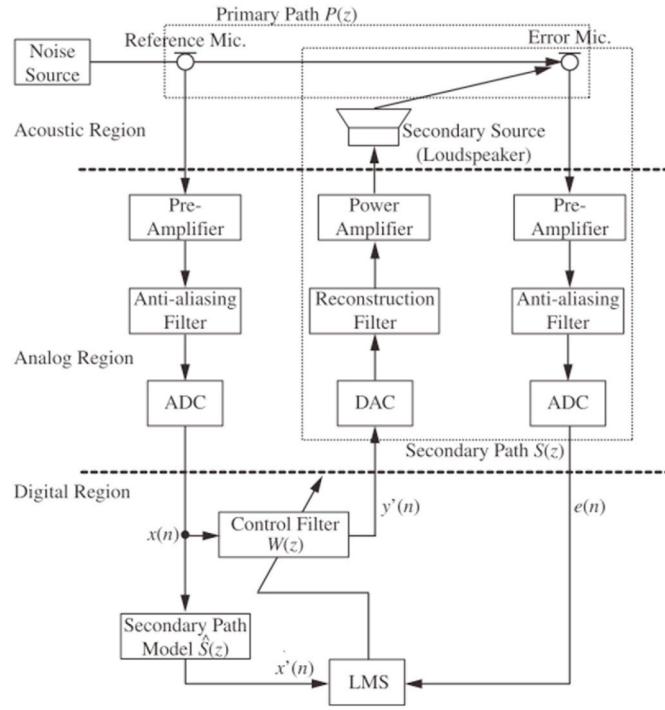 Primary Path P(z)
Noise
Source
Reference Mic.
Error Mic.
Acoustic Region
Secondary Source
(Loudspeaker)
Pre-
Amplifier
Power
Amplifier
Pre-
Amplifier
Anti-aliasing
Filter
Reconstruction
Filter
Anti-aliasing
Filter
Analog Region
ADC
DAC
ADC
Secondary Path S(z)
Digital Region
x(n)
Control Filter
W(z)
y'(n)
e(n)
Secondary Path
Model Ŝ(z)
x'(n)
LMS